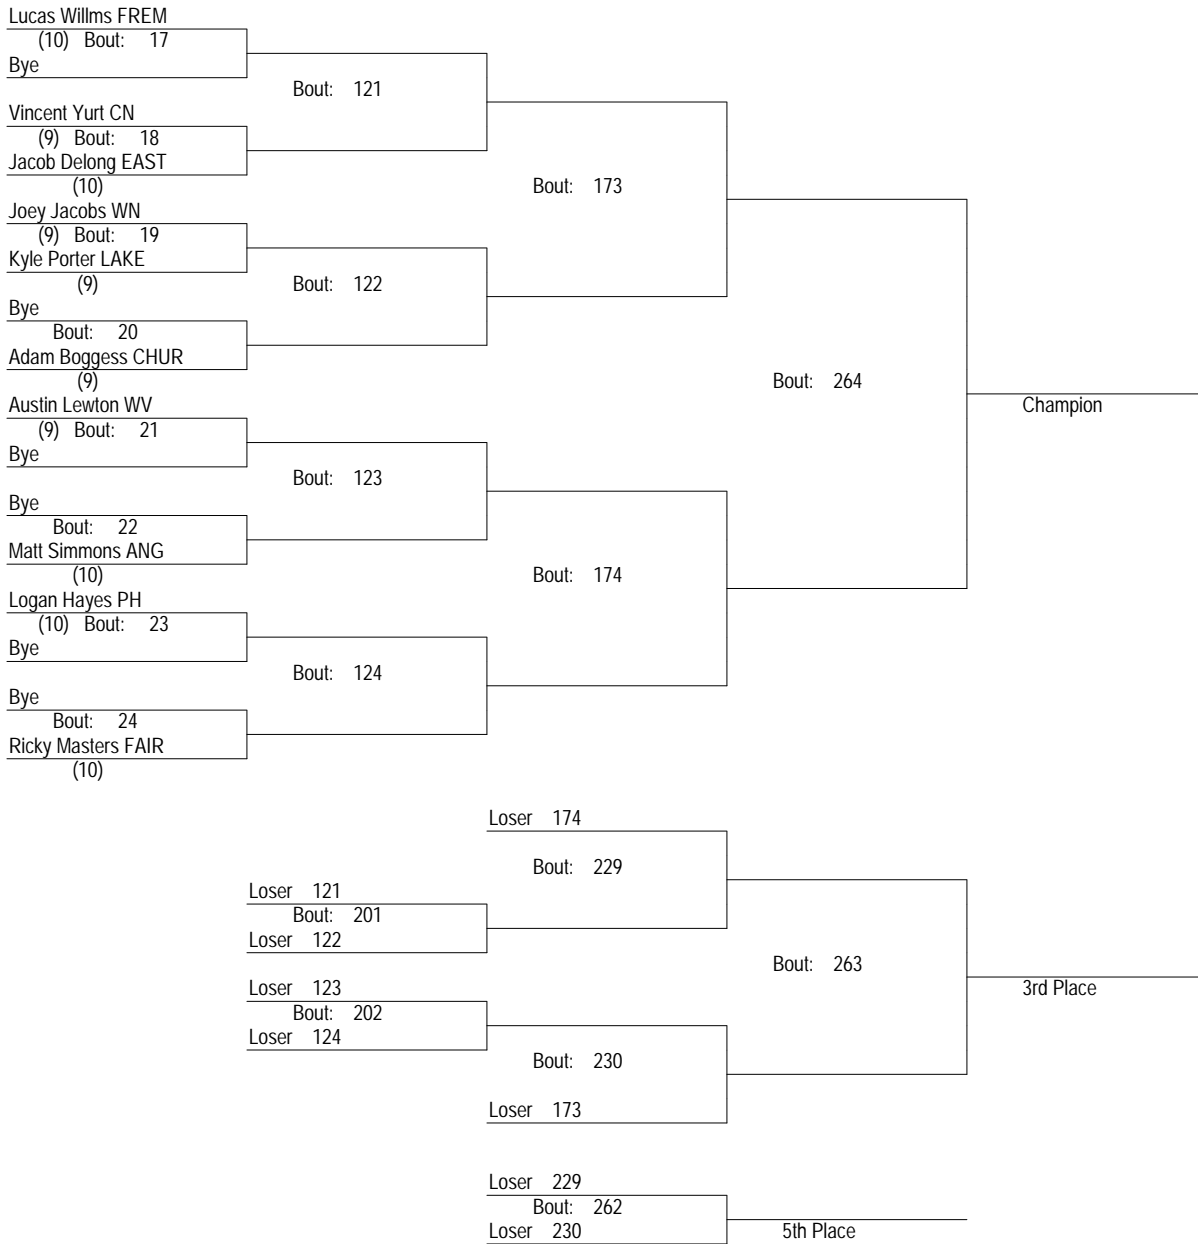 Lucas Willms FREM
(10) Bout: 17
Bye
Bout: 121
Vincent Yurt CN
(9) Bout: 18
Jacob Delong EAST
(10)
Bout: 173
Joey Jacobs WN
(9) Bout: 19
Kyle Porter LAKE
(9)
Bout: 122
Bye
Bout: 20
Adam Boggess CHUR
(9)
Bout: 264
Austin Lewton WV
Champion
(9) Bout: 21
Bye
Bout: 123
Bye
Bout: 22
Matt Simmons ANG
(10)
Bout: 174
Logan Hayes PH
(10) Bout: 23
Bye
Bout: 124
Bye
Bout: 24
Ricky Masters FAIR
(10)
Loser 174
Bout: 229
Loser 121
Bout: 201
Loser 122
Bout: 263
Loser 123
3rd Place
Bout: 202
Loser 124
Bout: 230
Loser 173
Loser 229
Bout: 262
Loser 230
5th Place